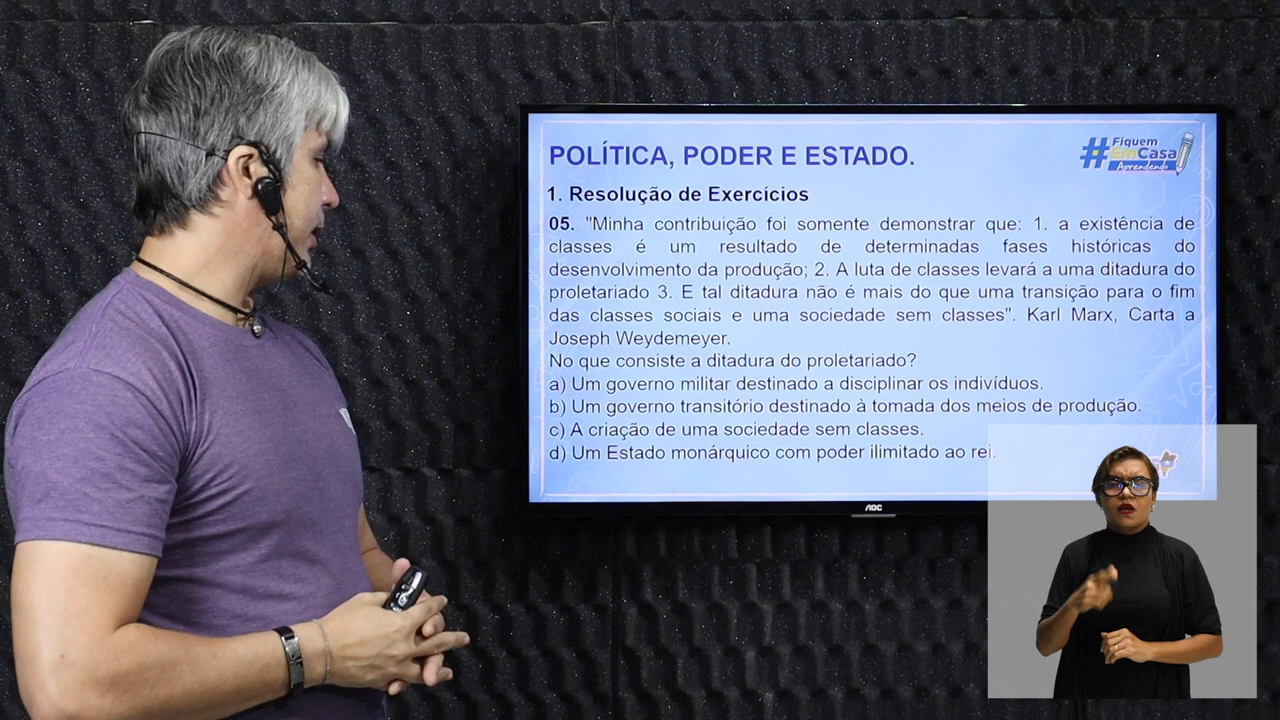 POLÍTICA, PODER E ESTADO.
#Fiquem
EmCasa
Aprendendo
1. Resolução de Exercícios
05. "Minha contribuição foi somente demonstrar que: 1. a existência de
classes é um resultado de determinadas fases históricas do
desenvolvimento da produção; 2. A luta de classes levará a uma ditadura do
proletariado 3. E tal ditadura não é mais do que uma transição para o fim
das classes sociais e uma sociedade sem classes". Karl Marx, Carta a
Joseph Weydemeyer.
No que consiste a ditadura do proletariado?
a) Um governo militar destinado a disciplinar os indivíduos.
b) Um governo transitório destinado à tomada dos meios de produção.
c) A criação de uma sociedade sem classes.
d) Um Estado monárquico com poder ilimitado ao rei.
AOC